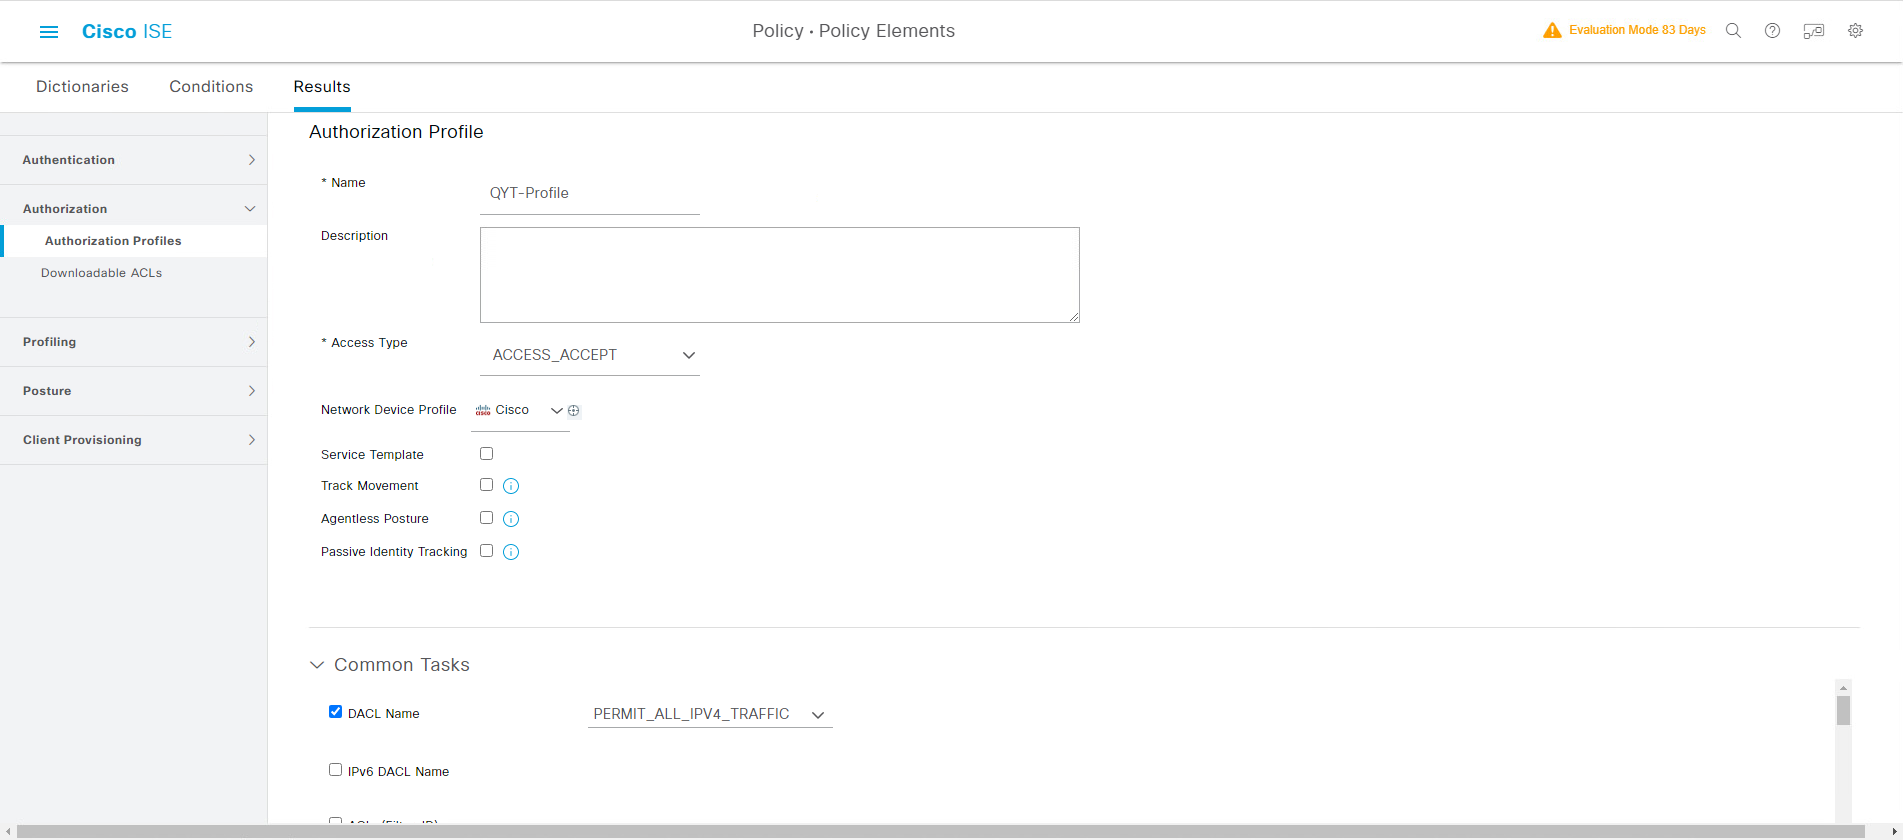 Cisco ISE
Policy · Policy Elements
Evaluation Mode 83 Days
Dictionaries
Conditions
Results
Authentication
Authorization
Authorization Profiles
Downloadable ACLs
Profiling
Posture
Client Provisioning
Authorization Profile
* Name
QYT-Profile
Description
* Access Type
ACCESS_ACCEPT
Network Device Profile
Cisco
Service Template
Track Movement
Agentless Posture
Passive Identity Tracking
Common Tasks
DACL Name
PERMIT_ALL_IPV4_TRAFFIC
IPv6 DACL Name